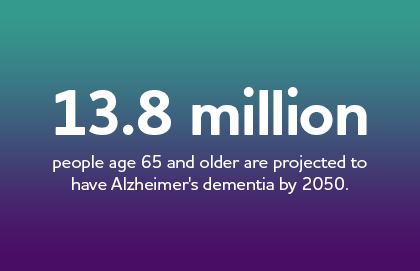 13.8 million
people age 65 and older are projected to
have Alzheimer's dementia by 2050.